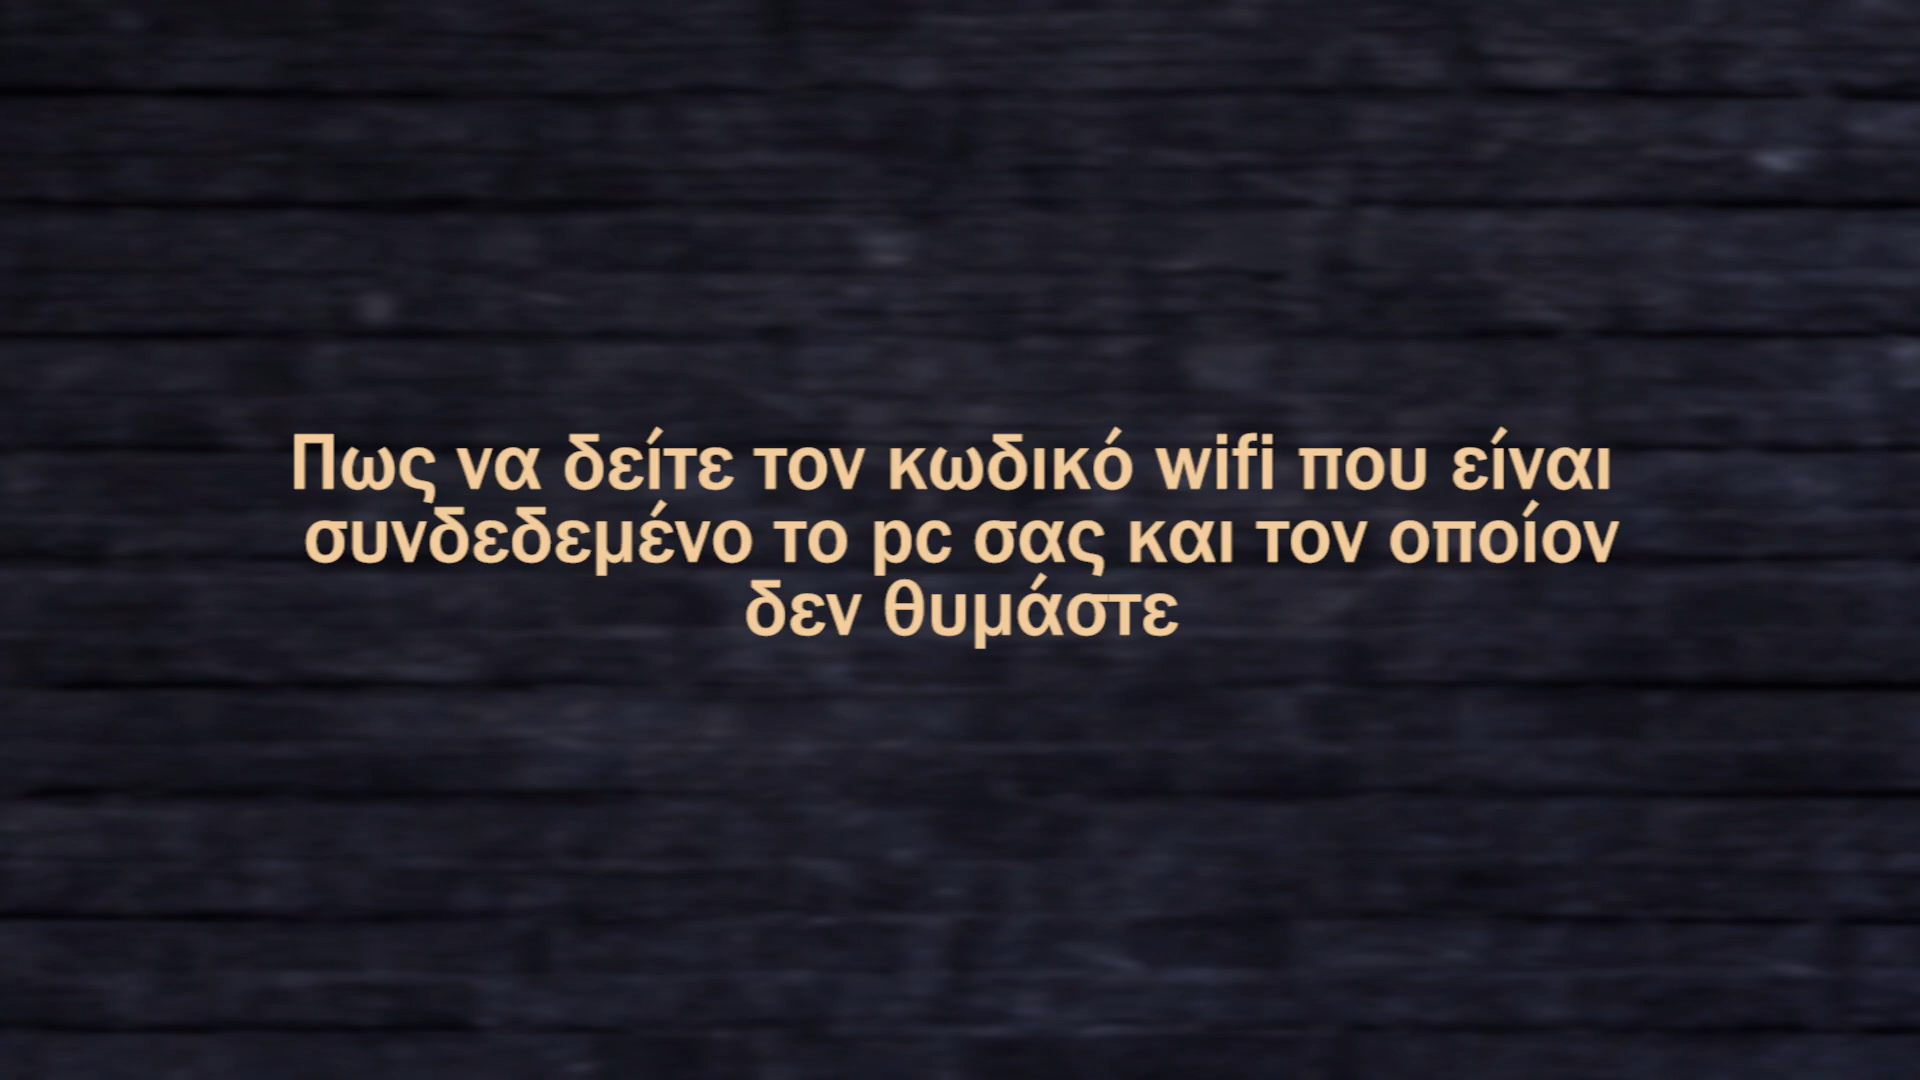 Πως να δείτε τον κωδικό wifi που είναι
συνδεδεμένο το pc σας και τον οποίον
δεν θυμάστε